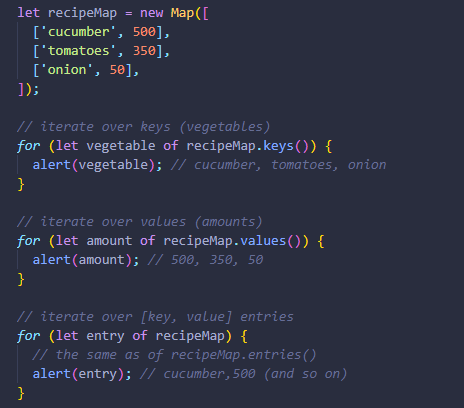 let recipeMap = new Map([
  ['cucumber', 500],
  ['tomatoes', 350],
  ['onion', 50],
]);

// iterate over keys (vegetables)
for (let vegetable of recipeMap.keys()) {
  alert(vegetable); // cucumber, tomatoes, onion
}

// iterate over values (amounts)
for (let amount of recipeMap.values()) {
  alert(amount); // 500, 350, 50
}

// iterate over [key, value] entries
for (let entry of recipeMap) {
  // the same as of recipeMap.entries()
  alert(entry); // cucumber,500 (and so on)
}